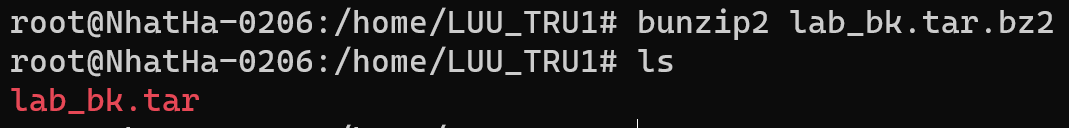 root@NhatHa-0206:/home/LUU_TRU1# bunzip2 lab_bk.tar.bz2
root@NhatHa-0206:/home/LUU_TRU1# ls
lab_bk.tar